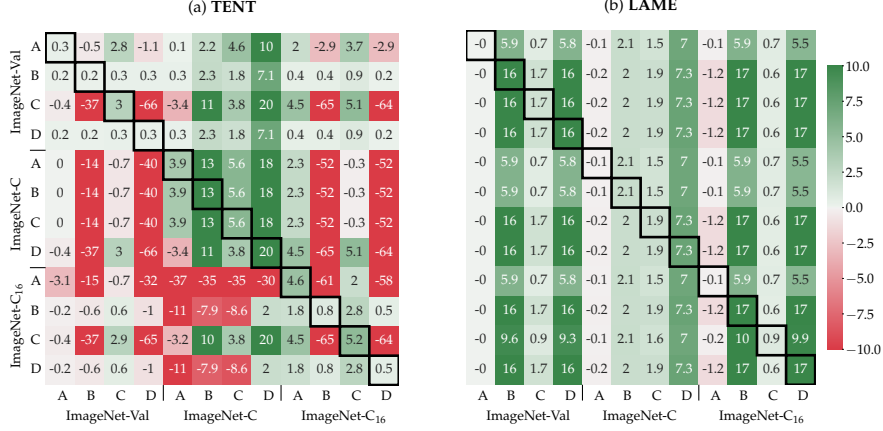 (a) TENT
(b) LAME
A 0.3 -0.5 2.8 -1.1 0.1 2.2 4.6 10 2 -2.9 3.7 -2.9
B 0.2 0.2 0.3 0.3 0.3 2.3 1.8 7.1 0.4 0.4 0.9 0.2
C -0.4 -37 3 -66 -3.4 11 3.8 20 4.5 -65 5.1 -64
D 0.2 0.2 0.3 0.3 0.3 2.3 1.8 7.1 0.4 0.4 0.9 0.2
A 0 -14 -0.7 -40 3.9 13 5.6 18 2.3 -52 -0.3 -52
B 0 -14 -0.7 -40 3.9 13 5.6 18 2.3 -52 -0.3 -52
C 0 -14 -0.7 -40 3.9 13 5.6 18 2.3 -52 -0.3 -52
D -0.4 -37 3 -66 -3.4 11 3.8 20 4.5 -65 5.1 -64
A -3.1 -15 -0.7 -32 -37 -35 -35 -30 4.6 -61 2 -58
B -0.2 -0.6 0.6 -1 -11 -7.9 -8.6 2 1.8 0.8 2.8 0.5
C -0.4 -37 2.9 -65 -3.2 10 3.8 20 4.5 -65 5.2 -64
D -0.2 -0.6 0.6 -1 -11 -7.9 -8.6 2 1.8 0.8 2.8 0.5
A B C D A B C D A B C D
ImageNet-Val ImageNet-C ImageNet-C16
ImageNet-Val
ImageNet-C
ImageNet-C16
-0 5.9 0.7 5.8 -0.1 2.1 1.5 7 -0.1 5.9 0.7 5.5
-0 16 1.7 16 -0.2 2 1.9 7.3 -1.2 17 0.6 17
-0 16 1.7 16 -0.2 2 1.9 7.3 -1.2 17 0.6 17
-0 16 1.7 16 -0.2 2 1.9 7.3 -1.2 17 0.6 17
-0 5.9 0.7 5.8 -0.1 2.1 1.5 7 -0.1 5.9 0.7 5.5
-0 5.9 0.7 5.8 -0.1 2.1 1.5 7 -0.1 5.9 0.7 5.5
-0 16 1.7 16 -0.2 2 1.9 7.3 -1.2 17 0.6 17
-0 16 1.7 16 -0.2 2 1.9 7.3 -1.2 17 0.6 17
-0 5.9 0.7 5.8 -0.1 2.1 1.5 7 -0.1 5.9 0.7 5.5
-0 16 1.7 16 -0.2 2 1.9 7.3 -1.2 17 0.6 17
-0 9.6 0.9 9.3 -0.1 2.1 1.6 7 -0.2 10 0.9 9.9
-0 16 1.7 16 -0.2 2 1.9 7.3 -1.2 17 0.6 17
A B C D A B C D A B C D
ImageNet-Val ImageNet-C ImageNet-C16
10.0
7.5
5.0
2.5
0.0
−2.5
−5.0
−7.5
−10.0